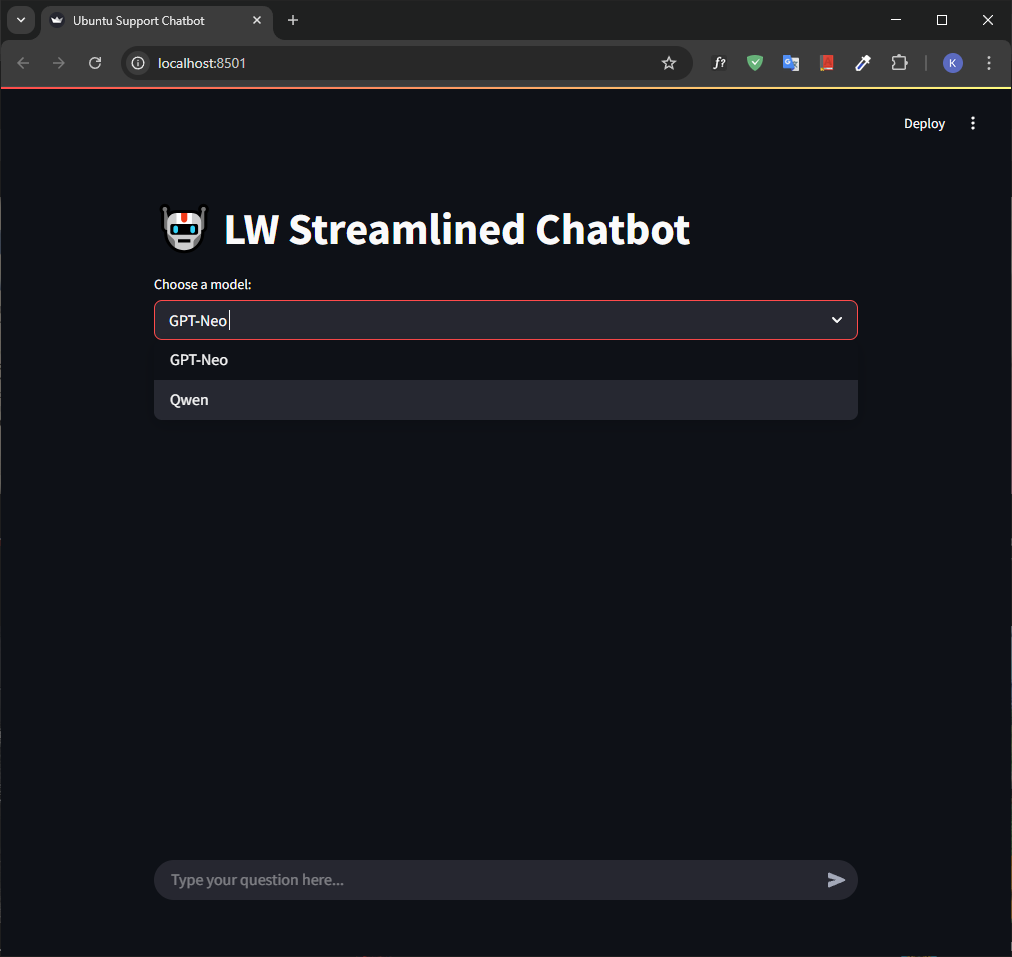 Ubuntu Support Chatbot
localhost:8501
f?
K
Deploy
LW Streamlined Chatbot
Choose a model:
GPT-Neo
GPT-Neo
Qwen
Type your question here...